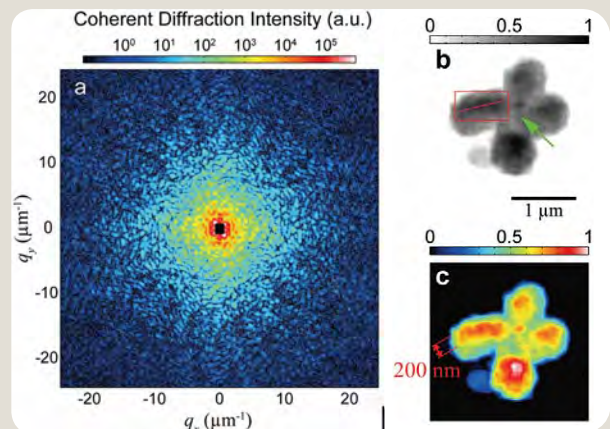 Coherent Diffraction Intensity (a.u.)
10⁰ 10¹ 10² 10³ 10⁴ 10⁵
a
20
10
0
-10
-20
q_y (μm⁻¹)
-20 -10 0 10 20
(μm⁻¹)
0 0.5 1
b
1 μm
0 0.5 1
c
200 nm